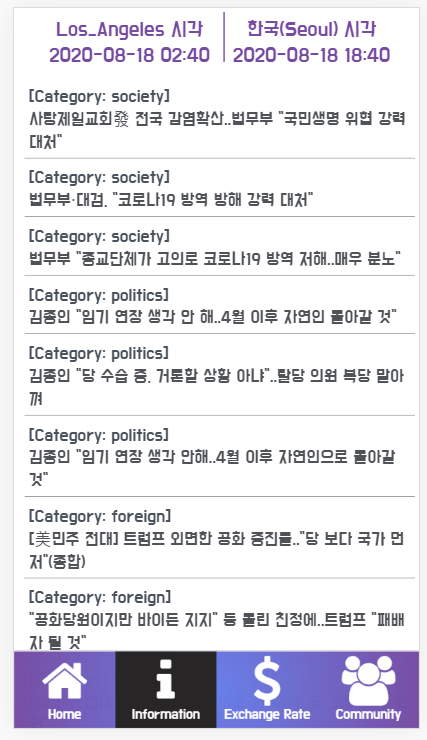 Los_Angeles 시각
2020-08-18 02:40
한국(Seoul) 시각
2020-08-18 18:40
[Category: society]
사랑제일교회發 전국 감염확산..법무부 "국민생명 위협 강력
대처"
[Category: society]
법무부·대검, "코로나19 방역 방해 강력 대처"
[Category: society]
법무부 "종교단체가 고의로 코로나19 방역 저해..매우 분노"
[Category: politics]
김종인 "임기 연장 생각 안 해..4월 이후 자연인 돌아갈 것"
[Category: politics]
김종인 "당 수습 중, 거론할 상황 아냐"..탈당 의원 복당 말아
껴
[Category: politics]
김종인 "임기 연장 생각 안해..4월 이후 자연인으로 돌아갈
것"
[Category: foreign]
[美민주 전대] 트럼프 외면한 공화 중진들.."당 보다 국가 먼
저"(종합)
[Category: foreign]
"공화당원이지만 바이든 지지" 등 돌린 친정에..트럼프 "패배
자 될 것"
Home
Information
Exchange Rate
Community